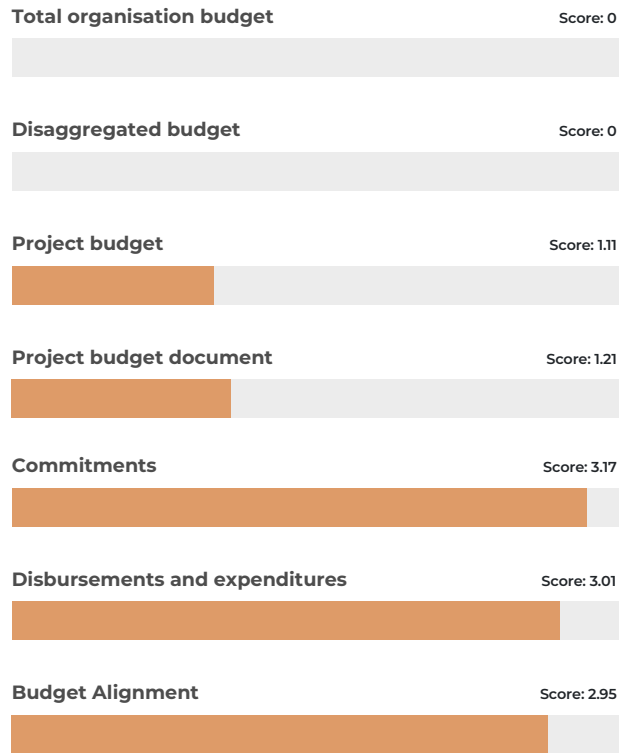 Total organisation budget Score: 0
Disaggregated budget Score: 0
Project budget Score: 1.11
Project budget document Score: 1.21
Commitments Score: 3.17
Disbursements and expenditures Score: 3.01
Budget Alignment Score: 2.95